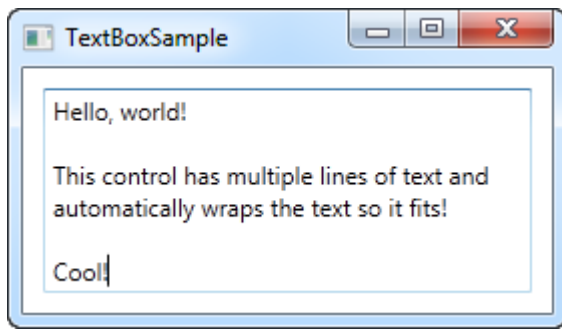 TextBoxSample
Hello, world!
This control has multiple lines of text and
automatically wraps the text so it fits!
Cool!